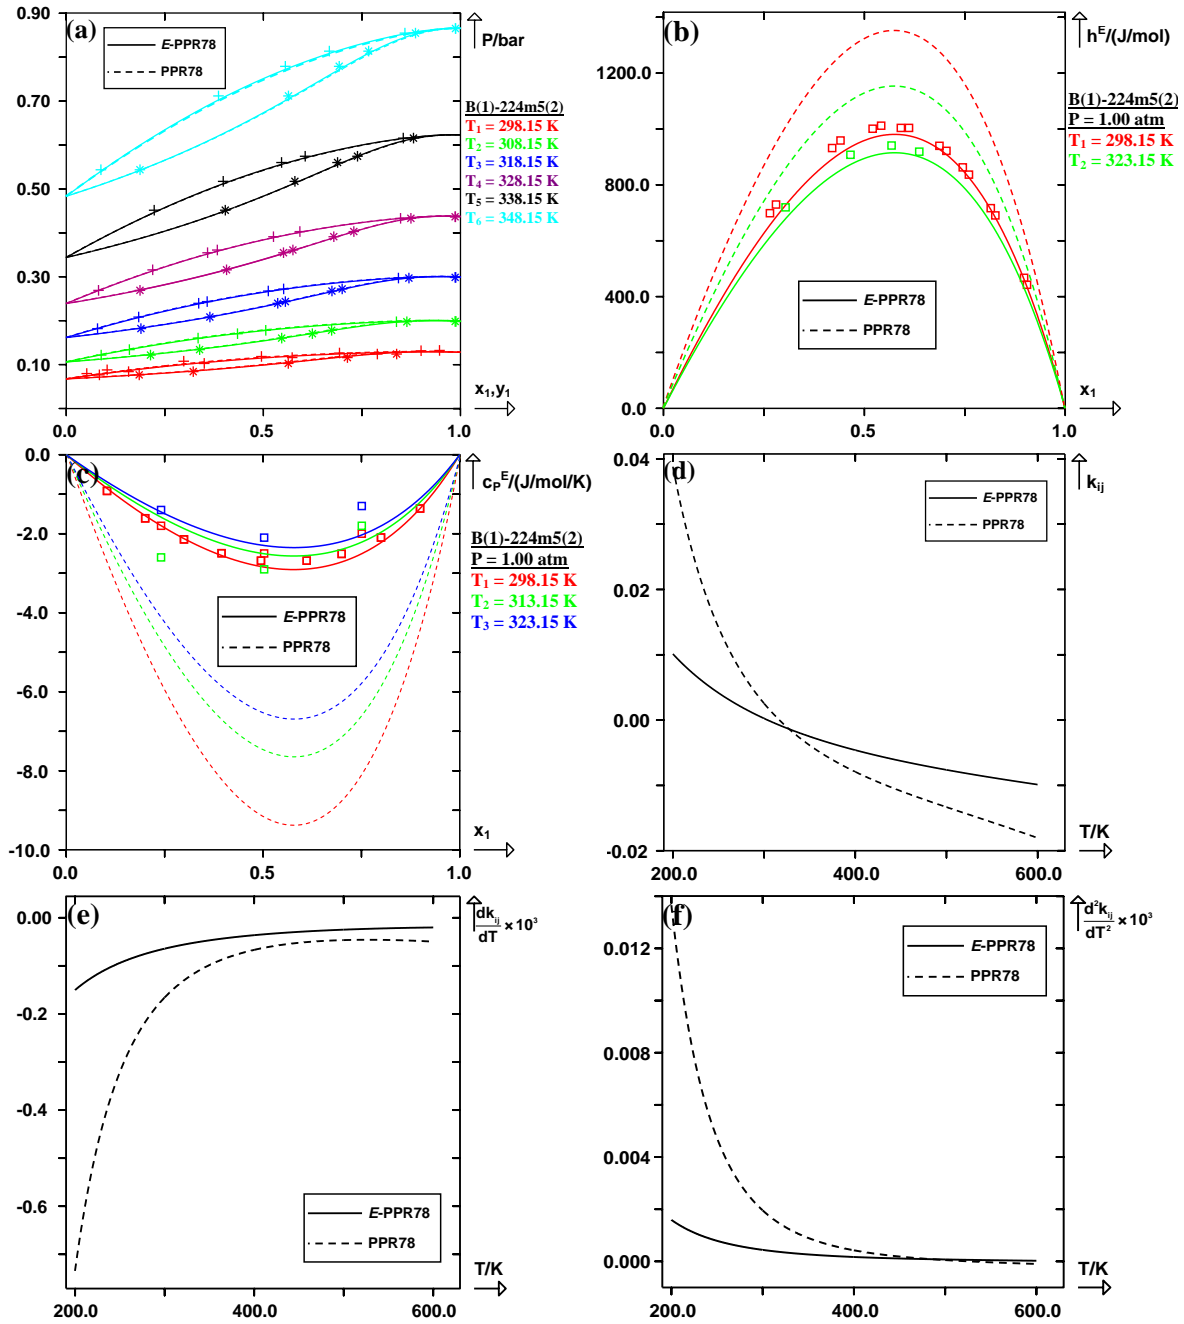 (a)
P/bar
0.90
0.70
0.50
0.30
0.10
E-PPR78
PPR78
B(1)-224m5(2)
T1 = 298.15 K
T2 = 308.15 K
T3 = 318.15 K
T4 = 328.15 K
T5 = 338.15 K
T6 = 348.15 K
x1,y1
0.0 0.5 1.0
(b)
hE/(J/mol)
1200.0
800.0
400.0
0.0
B(1)-224m5(2)
P = 1.00 atm
T1 = 298.15 K
T2 = 323.15 K
E-PPR78
PPR78
x1
0.0 0.5 1.0
(c)
cPE/(J/mol/K)
0.0
-2.0
-4.0
-6.0
-8.0
-10.0
B(1)-224m5(2)
P = 1.00 atm
T1 = 298.15 K
T2 = 313.15 K
T3 = 323.15 K
E-PPR78
PPR78
x1
0.0 0.5 1.0
(d)
kij
0.04
0.02
0.00
-0.02
E-PPR78
PPR78
T/K
200.0 400.0 600.0
(e)
dkij/dT × 10³
0.00
-0.2
-0.4
-0.6
E-PPR78
PPR78
T/K
200.0 400.0 600.0
(f)
d²kij/dT² × 10³
0.012
0.008
0.004
0.000
E-PPR78
PPR78
T/K
200.0 400.0 600.0